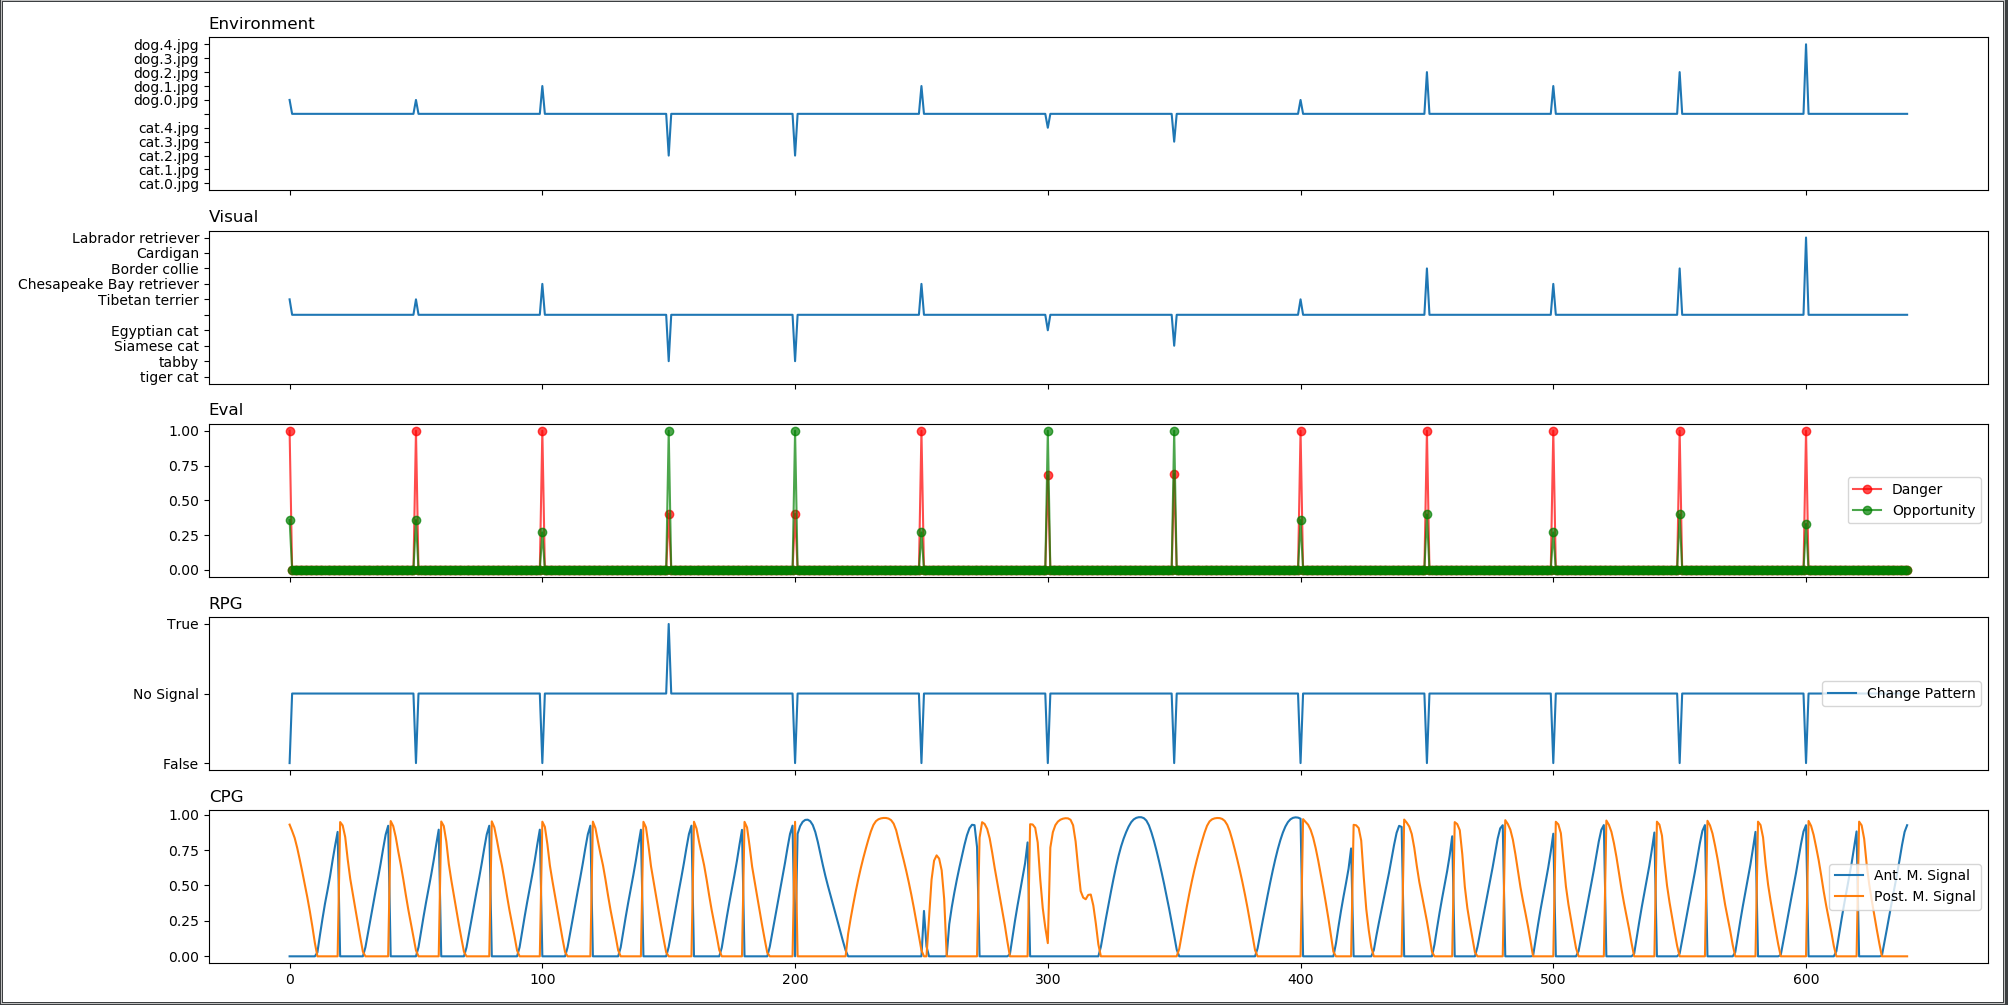 Environment
dog.4.jpg
dog.3.jpg
dog.2.jpg
dog.1.jpg
dog.0.jpg
cat.4.jpg
cat.3.jpg
cat.2.jpg
cat.1.jpg
cat.0.jpg
Visual
Labrador retriever
Cardigan
Border collie
Chesapeake Bay retriever
Tibetan terrier
Egyptian cat
Siamese cat
tabby
tiger cat
Eval
1.00
0.75
0.50
0.25
0.00
Danger
Opportunity
RPG
True
No Signal
False
Change Pattern
CPG
1.00
0.75
0.50
0.25
0.00
Ant. M. Signal
Post. M. Signal
0 100 200 300 400 500 600